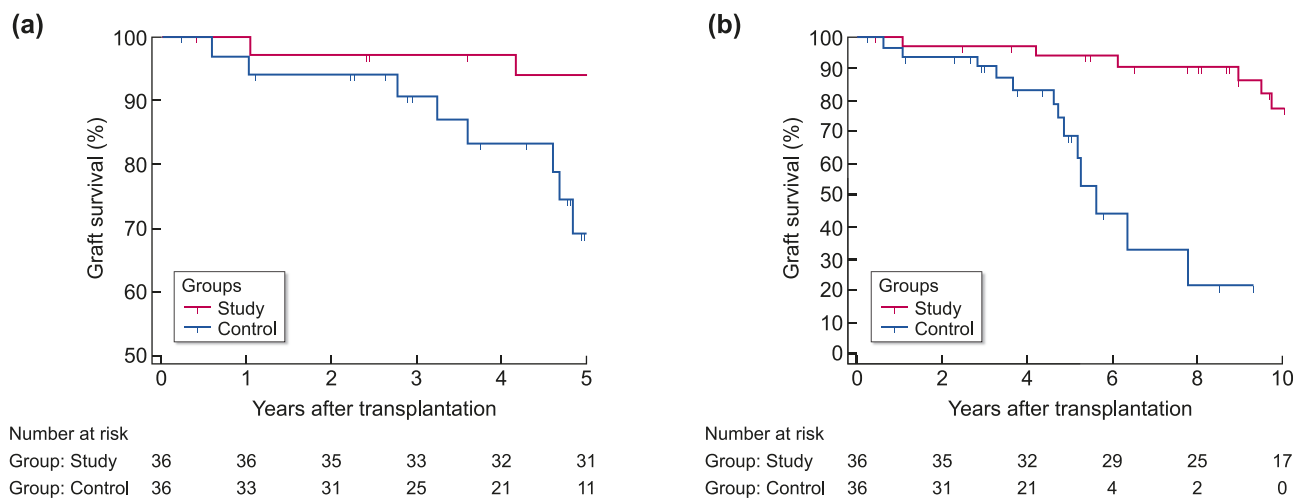 (a)
Graft survival (%)
100
90
80
70
60
50
Groups
Study
Control
0 1 2 3 4 5
Years after transplantation
Number at risk
Group: Study 36 36 35 33 32 31
Group: Control 36 33 31 25 21 11
(b)
Graft survival (%)
100
90
80
70
60
50
40
30
20
10
0
Groups
Study
Control
0 2 4 6 8 10
Years after transplantation
Number at risk
Group: Study 36 35 32 29 25 17
Group: Control 36 31 21 4 2 0